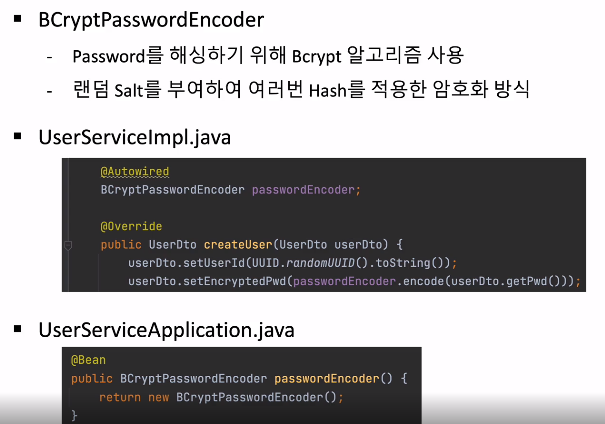 ▪ BCryptPasswordEncoder
- Password를 해싱하기 위해 Bcrypt 알고리즘 사용
- 랜덤 Salt를 부여하여 여러번 Hash를 적용한 암호화 방식
▪ UserServiceImpl.java
@Autowired
BCryptPasswordEncoder passwordEncoder;
@Override
public UserDto createUser(UserDto userDto) {
userDto.setUserId(UUID.randomUUID().toString());
userDto.setEncryptedPwd(passwordEncoder.encode(userDto.getPwd()));
▪ UserServiceApplication.java
@Bean
public BCryptPasswordEncoder passwordEncoder() {
return new BCryptPasswordEncoder();
}